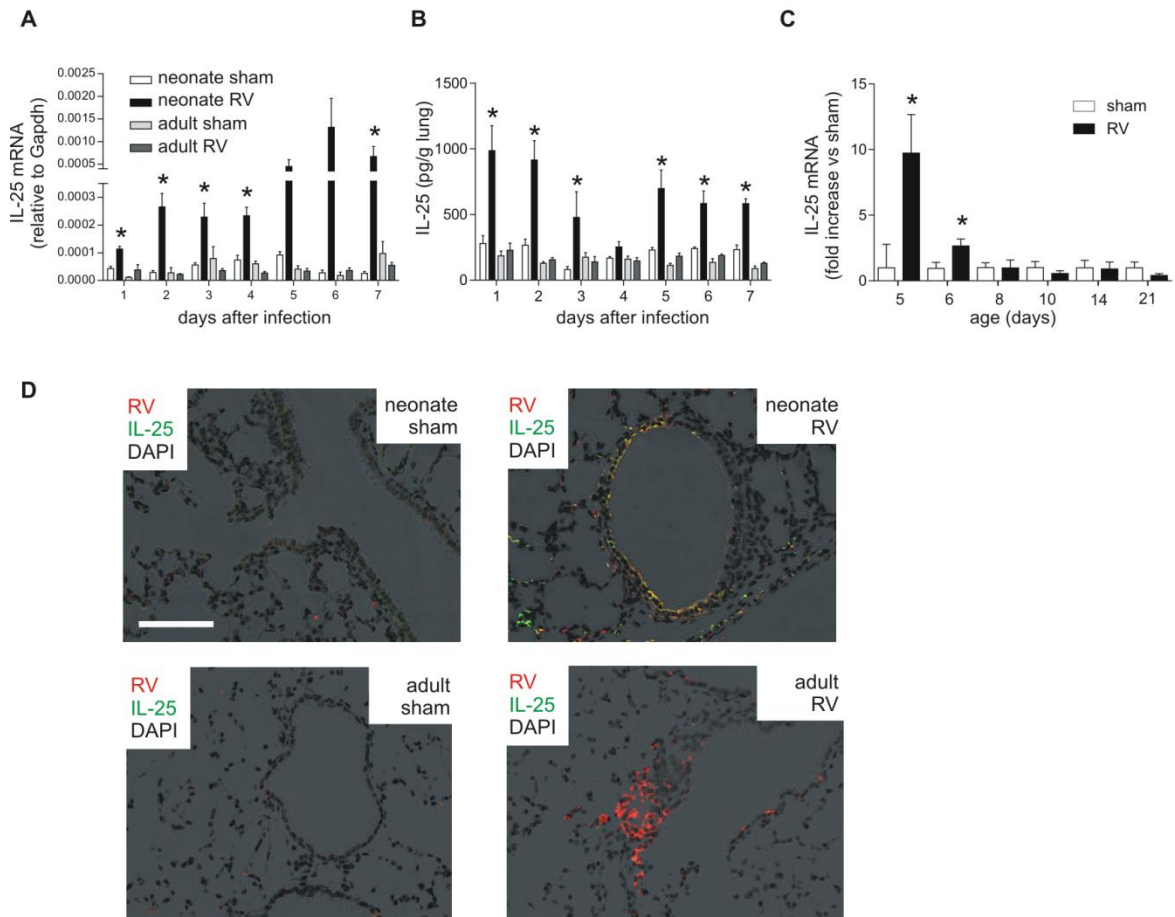 A
IL-25 mRNA
(relative to Gapdh)
0.0025
0.0020
0.0015
0.0010
0.0005
0.0003
0.0002
0.0001
0.0000
neonate sham
neonate RV
adult sham
adult RV
* * * * *
1 2 3 4 5 6 7
days after infection
B
IL-25 (pg/g lung)
1500
1000
500
0
* * * * * *
1 2 3 4 5 6 7
days after infection
C
IL-25 mRNA
(fold increase vs sham)
15
10
5
0
sham
RV
* *
5 6 8 10 14 21
age (days)
D
RV
IL-25
DAPI
neonate
sham
RV
IL-25
DAPI
neonate
RV
RV
IL-25
DAPI
adult
sham
RV
IL-25
DAPI
adult
RV